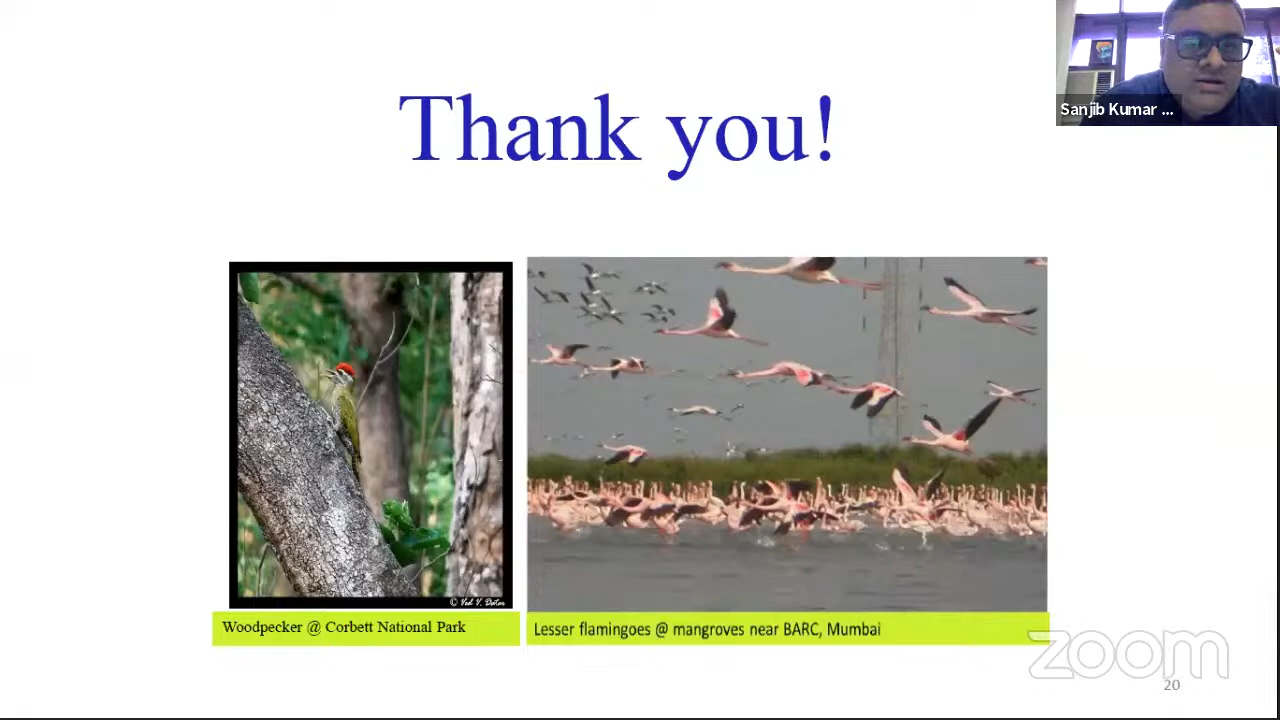 Sanjib Kumar ...
Thank you!
© Ved V. Datar
Woodpecker @ Corbett National Park
Lesser flamingoes @ mangroves near BARC, Mumbai
zoom
20